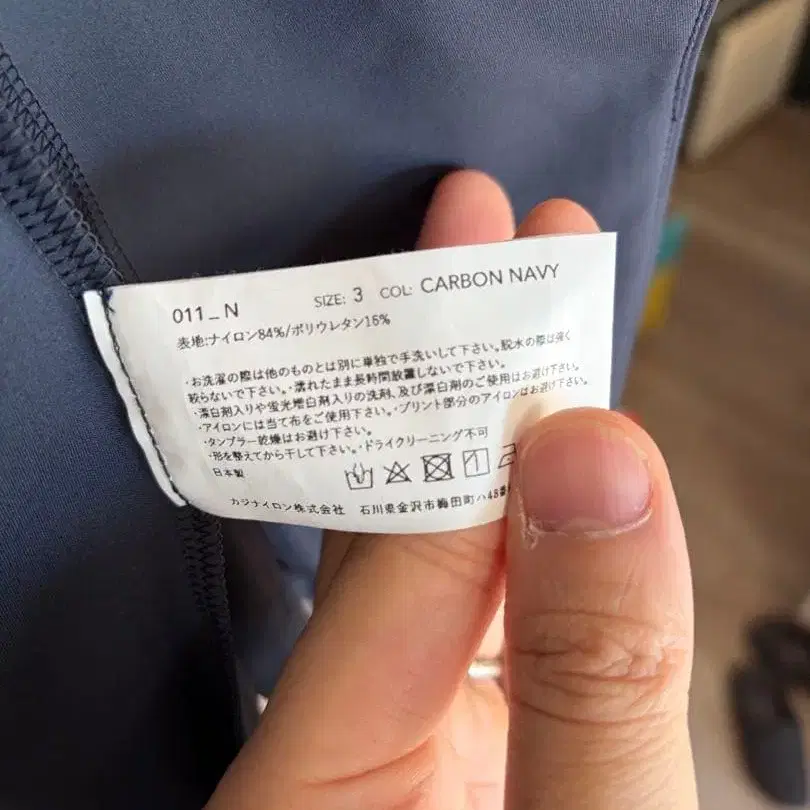 011_N SIZE: 3 COL: CARBON NAVY
表地:ナイロン84%/ポリウレタン16%
・お洗濯の際は他のものとは別に単独で手洗いして下さい。脱水の際は強く
絞らないで下さい。・濡れたまま長時間放置しないで下さい。
・漂白剤入りや蛍光増白剤入りの洗剤、及び漂白剤のご使用はお避け下さい。
・アイロンには当て布をご使用下さい。・プリント部分のアイロンはお避け下さい。
・タンブラー乾燥はお避け下さい。
・形を整えてから干して下さい。・ドライクリーニング不可
日本製
カジナイロン株式会社 石川県金沢市梅田町ハ48番